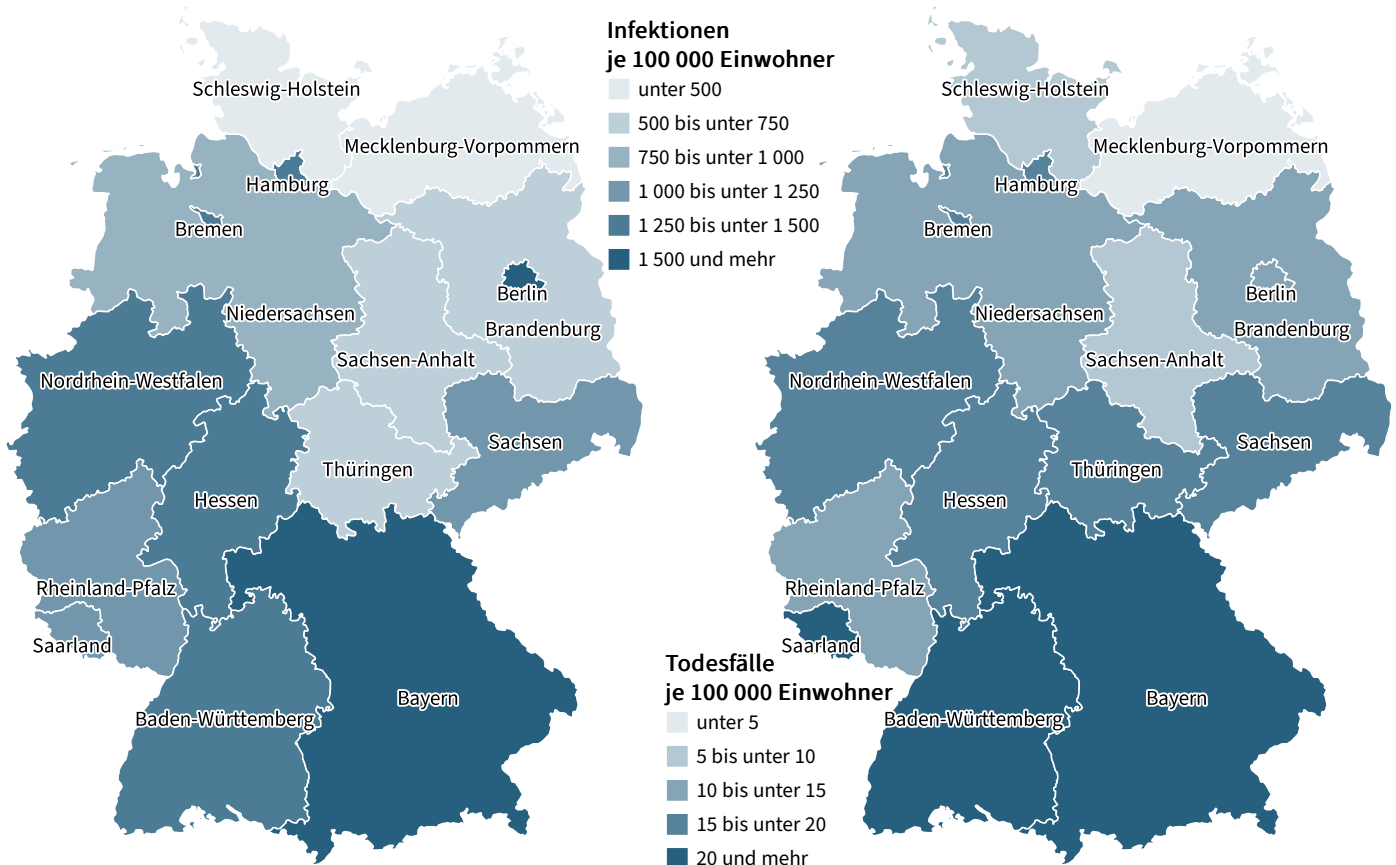 Infektionen
je 100 000 Einwohner
unter 500
500 bis unter 750
750 bis unter 1 000
1 000 bis unter 1 250
1 250 bis unter 1 500
1 500 und mehr
Schleswig-Holstein
Mecklenburg-Vorpommern
Hamburg
Bremen
Berlin
Niedersachsen
Brandenburg
Sachsen-Anhalt
Nordrhein-Westfalen
Sachsen
Thüringen
Hessen
Rheinland-Pfalz
Saarland
Bayern
Baden-Württemberg
Todesfälle
je 100 000 Einwohner
unter 5
5 bis unter 10
10 bis unter 15
15 bis unter 20
20 und mehr
Schleswig-Holstein
Mecklenburg-Vorpommern
Hamburg
Bremen
Berlin
Niedersachsen
Brandenburg
Sachsen-Anhalt
Nordrhein-Westfalen
Sachsen
Thüringen
Hessen
Rheinland-Pfalz
Saarland
Bayern
Baden-Württemberg